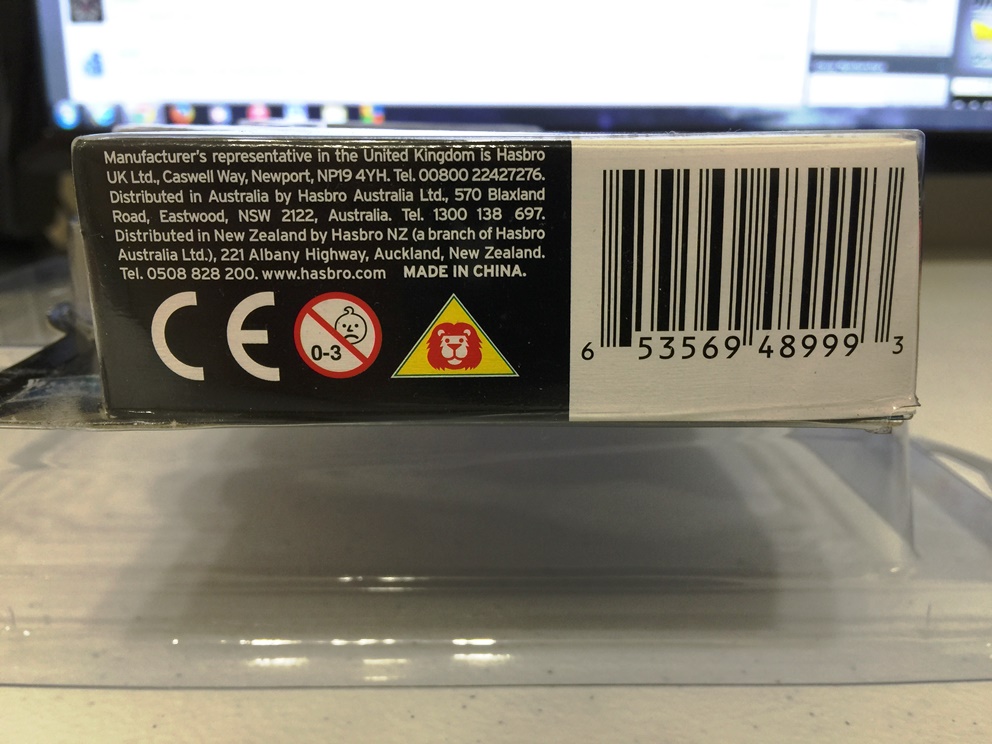 Manufacturer's representative in the United Kingdom is Hasbro
UK Ltd., Caswell Way, Newport, NP19 4YH. Tel. 00800 22427276.
Distributed in Australia by Hasbro Australia Ltd., 570 Blaxland
Road, Eastwood, NSW 2122, Australia. Tel. 1300 138 697.
Distributed in New Zealand by Hasbro NZ (a branch of Hasbro
Australia Ltd.), 221 Albany Highway, Auckland, New Zealand.
Tel. 0508 828 200. www.hasbro.com MADE IN CHINA.
CE
0-3
6 53569 48999 3